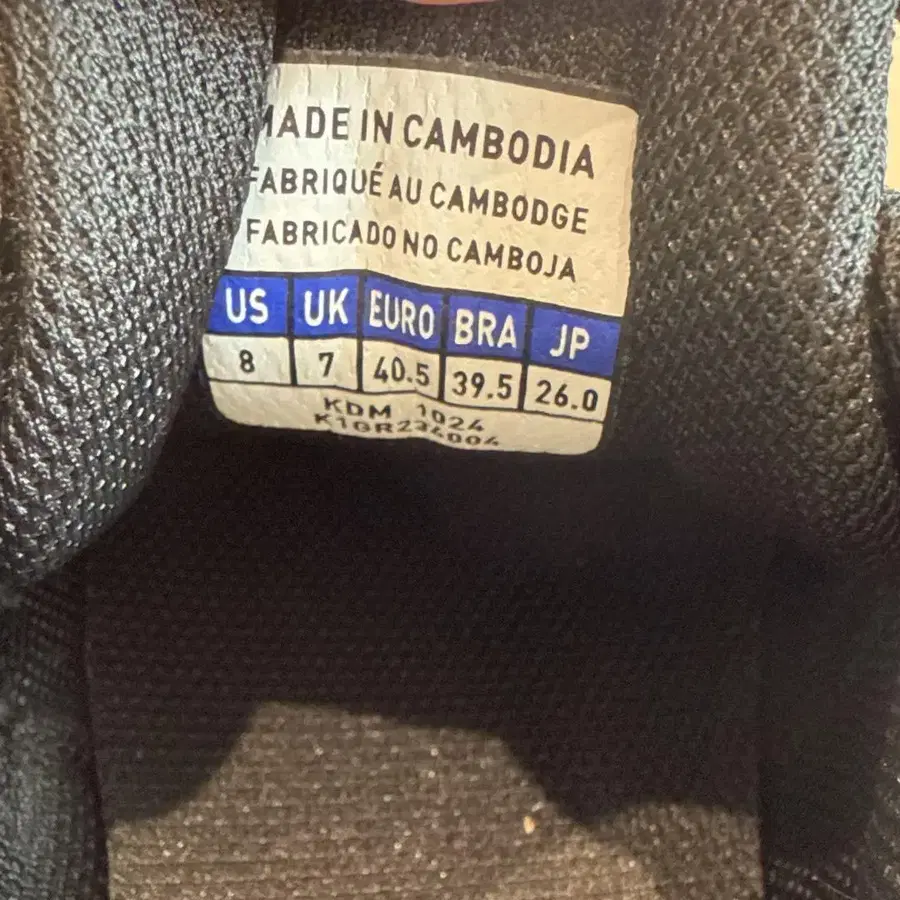 MADE IN CAMBODIA
FABRIQUÉ AU CAMBODGE
FABRICADO NO CAMBOJA
US UK EURO BRA JP
8 7 40.5 39.5 26.0
KDM 1024
K1GR234004